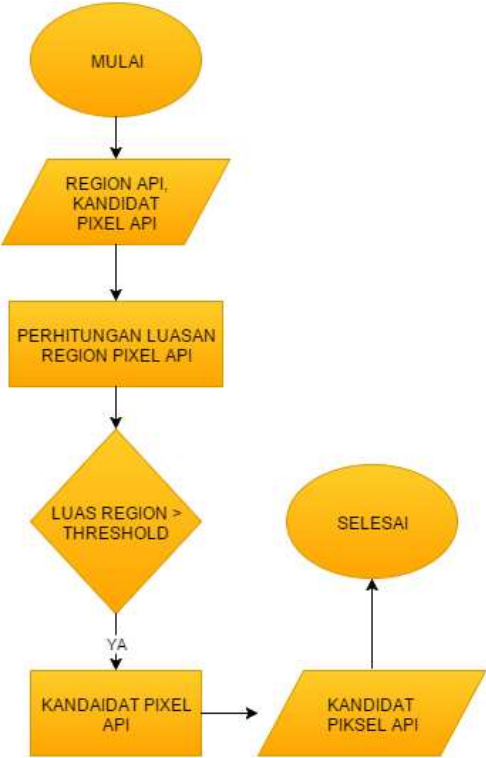 MULAI
REGION API,
KANDIDAT
PIXEL API
PERHITUNGAN LUASAN
REGION PIXEL API
LUAS REGION >
THRESHOLD
YA
KANDAIDAT PIXEL
API
KANDIDAT
PIKSEL API
SELESAI